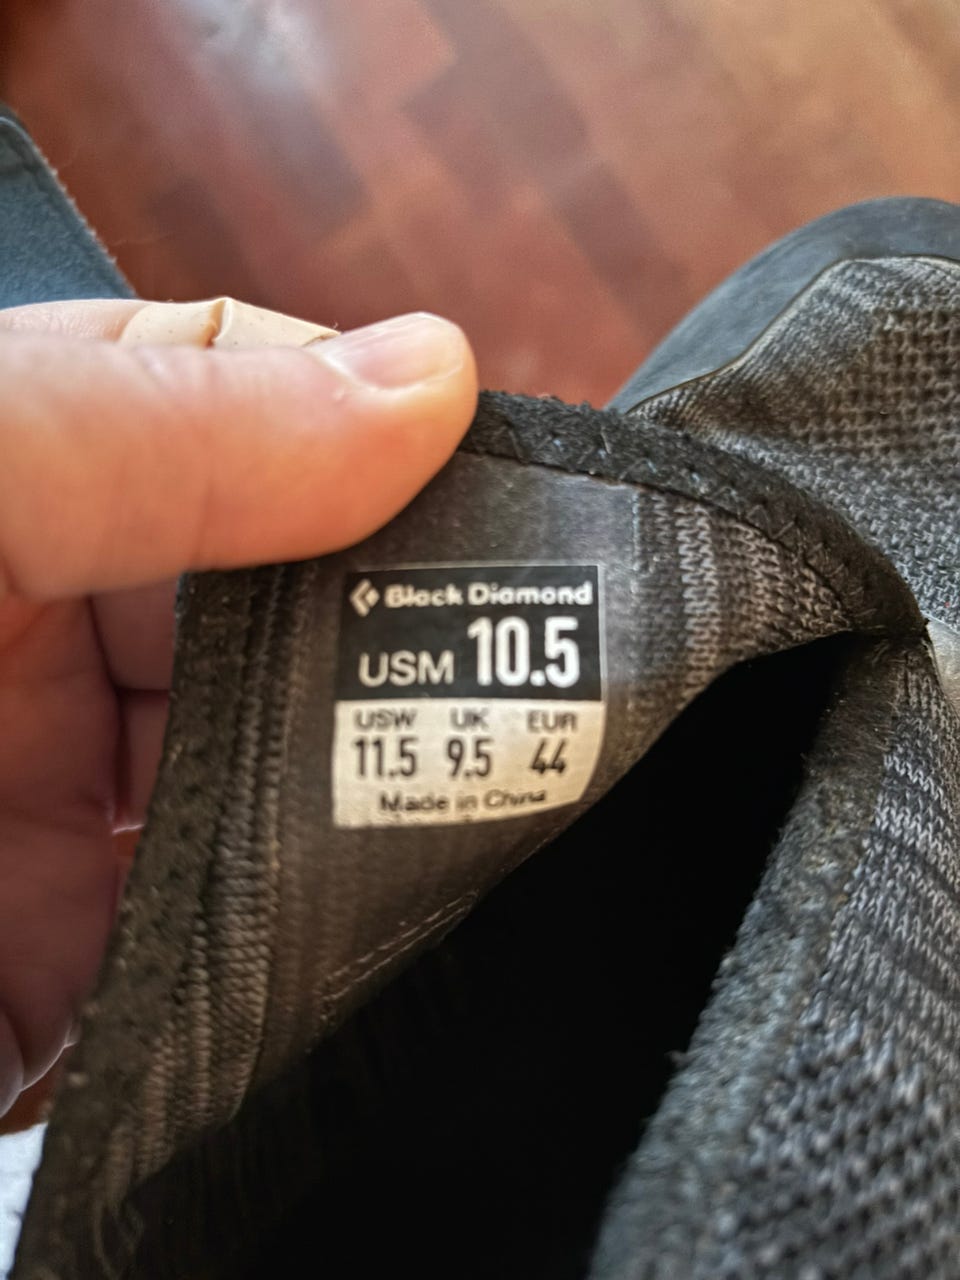 Black Diamond
USM 10.5
USW UK EUR
11.5 9.5 44
Made in China